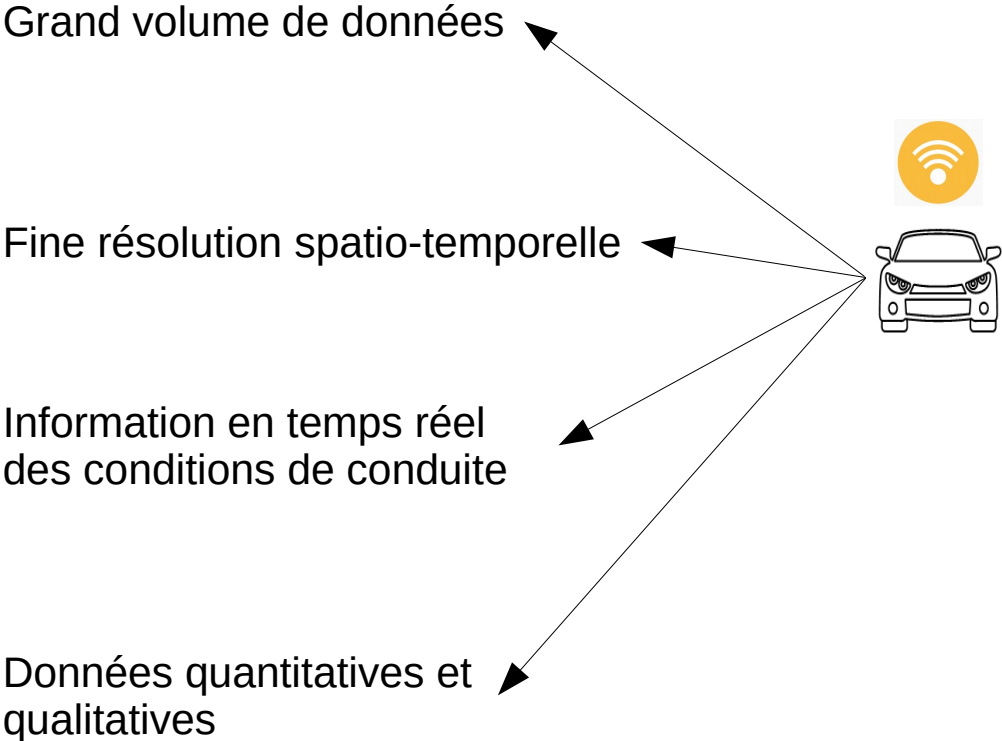 Grand volume de données
Fine résolution spatio-temporelle
Information en temps réel
des conditions de conduite
Données quantitatives et
qualitatives